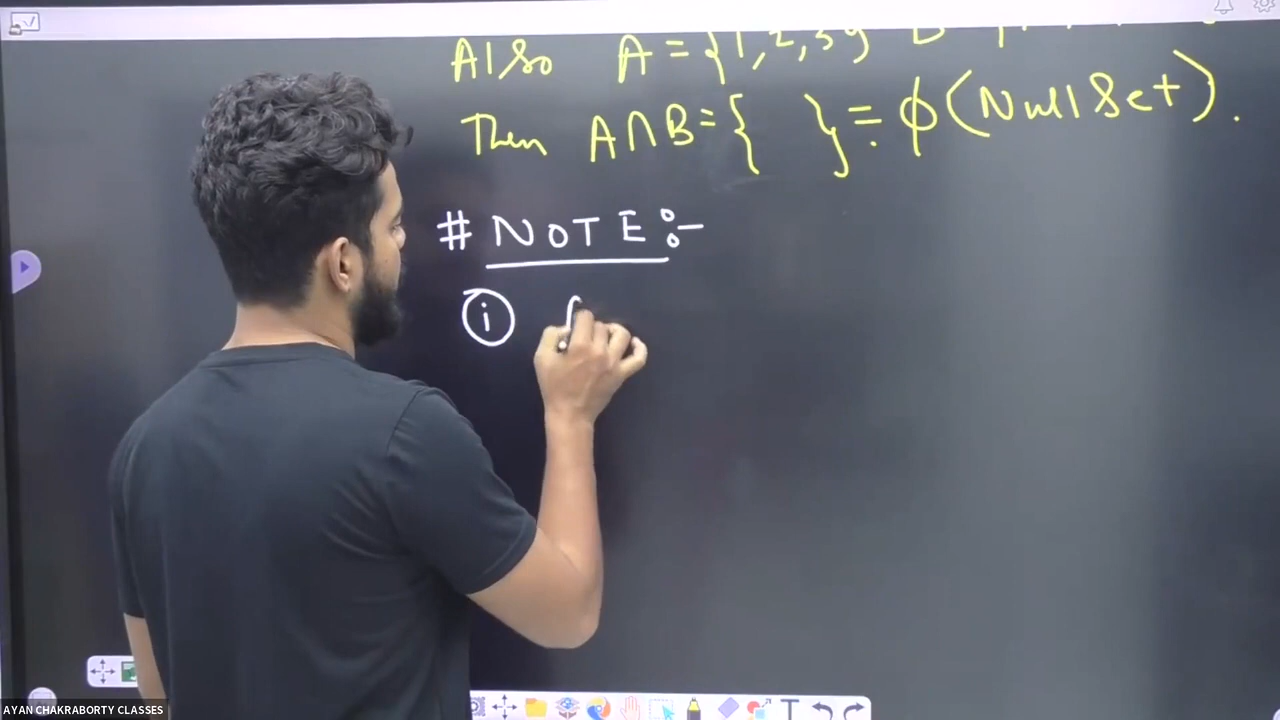 Also A = {1, 2, 3} B
Then A∩B = { } = ϕ (Null Set).
# NOTE :-
(i)
T
AYAN CHAKRABORTY CLASSES